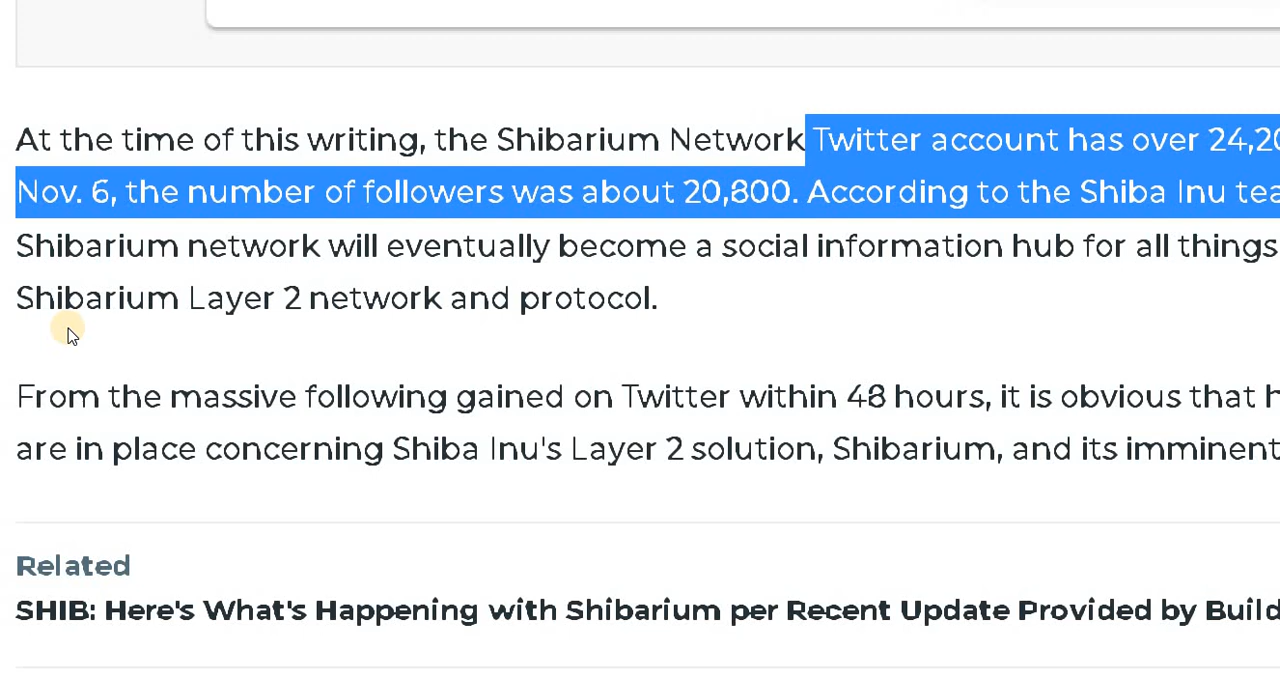 At the time of this writing, the Shibarium Network Twitter account has over
Nov. 6, the number of followers was about 20,800. According to the Shiba Inu
Shibarium network will eventually become a social information hub for all things
Shibarium Layer 2 network and protocol.
From the massive following gained on Twitter within 48 hours, it is obvious that
are in place concerning Shiba Inu's Layer 2 solution, Shibarium, and its imminent
Related
SHIB: Here's What's Happening with Shibarium per Recent Update Provided by